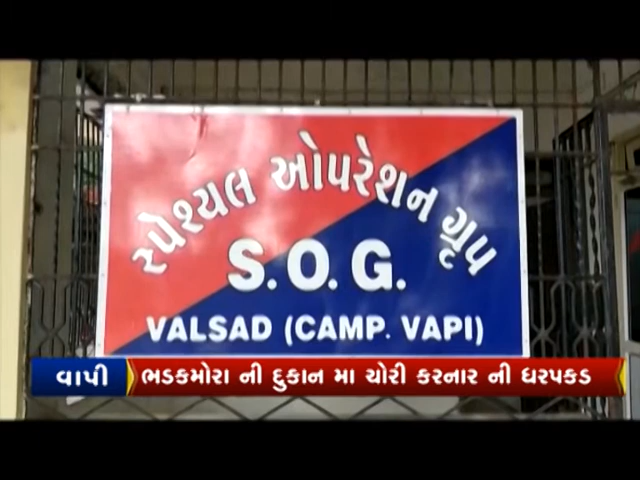 સ્પેશ્યલ ઓપરેશન ગૃપ
S.O.G.
VALSAD (CAMP. VAPI)
વાપી
ભડકમોરા ની દુકાન મા ચોરી કરનાર ની ધરપકડ